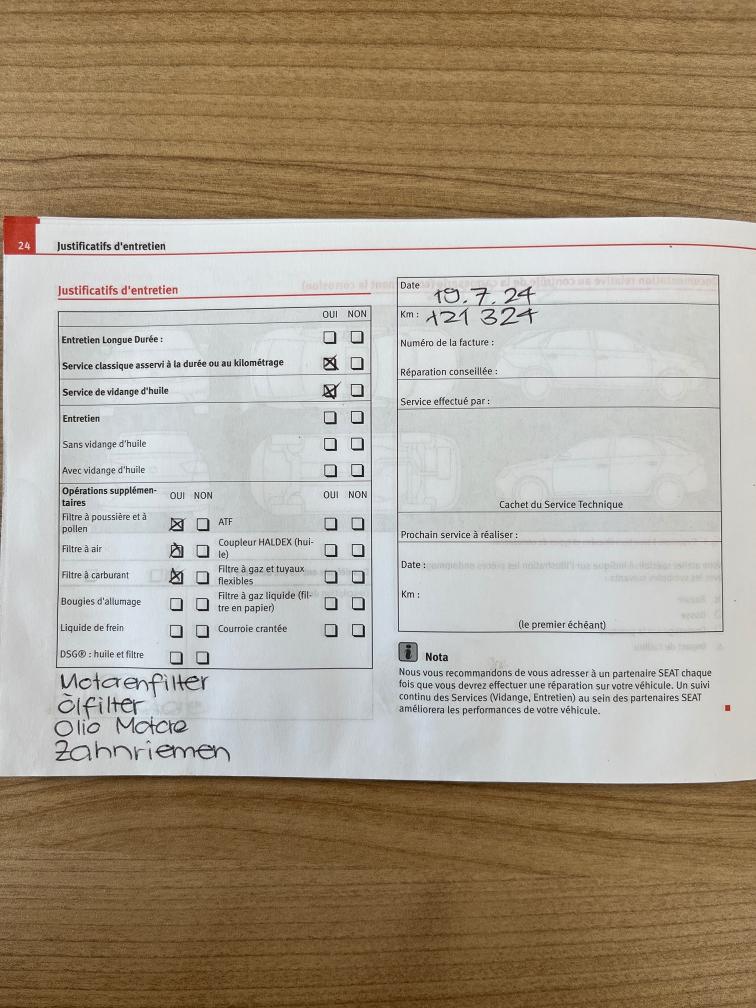 24 Justificatifs d'entretien
Justificatifs d'entretien
OUI NON
Entretien Longue Durée :
Service classique asservi à la durée ou au kilométrage
Service de vidange d'huile
Entretien
Sans vidange d'huile
Avec vidange d'huile
Opérations supplémen-
taires
OUI NON
OUI NON
Filtre à poussière et à
pollen
ATF
Filtre à air
Coupleur HALDEX (hui-
le)
Filtre à carburant
Filtre à gaz et tuyaux
flexibles
Bougies d'allumage
Filtre à gaz liquide (fil-
tre en papier)
Liquide de frein
Courroie crantée
DSG® : huile et filtre
Motorenfilter
Ölfilter
Olio Motore
Zahnriemen
Date 19.7.24
Km : 121 324
Numéro de la facture :
Réparation conseillée :
Service effectué par :
Cachet du Service Technique
Prochain service à réaliser :
Date :
Km :
(le premier échéant)
Nota
Nous vous recommandons de vous adresser à un partenaire SEAT chaque
fois que vous devrez effectuer une réparation sur votre véhicule. Un suivi
continu des Services (Vidange, Entretien) au sein des partenaires SEAT
améliorera les performances de votre véhicule.